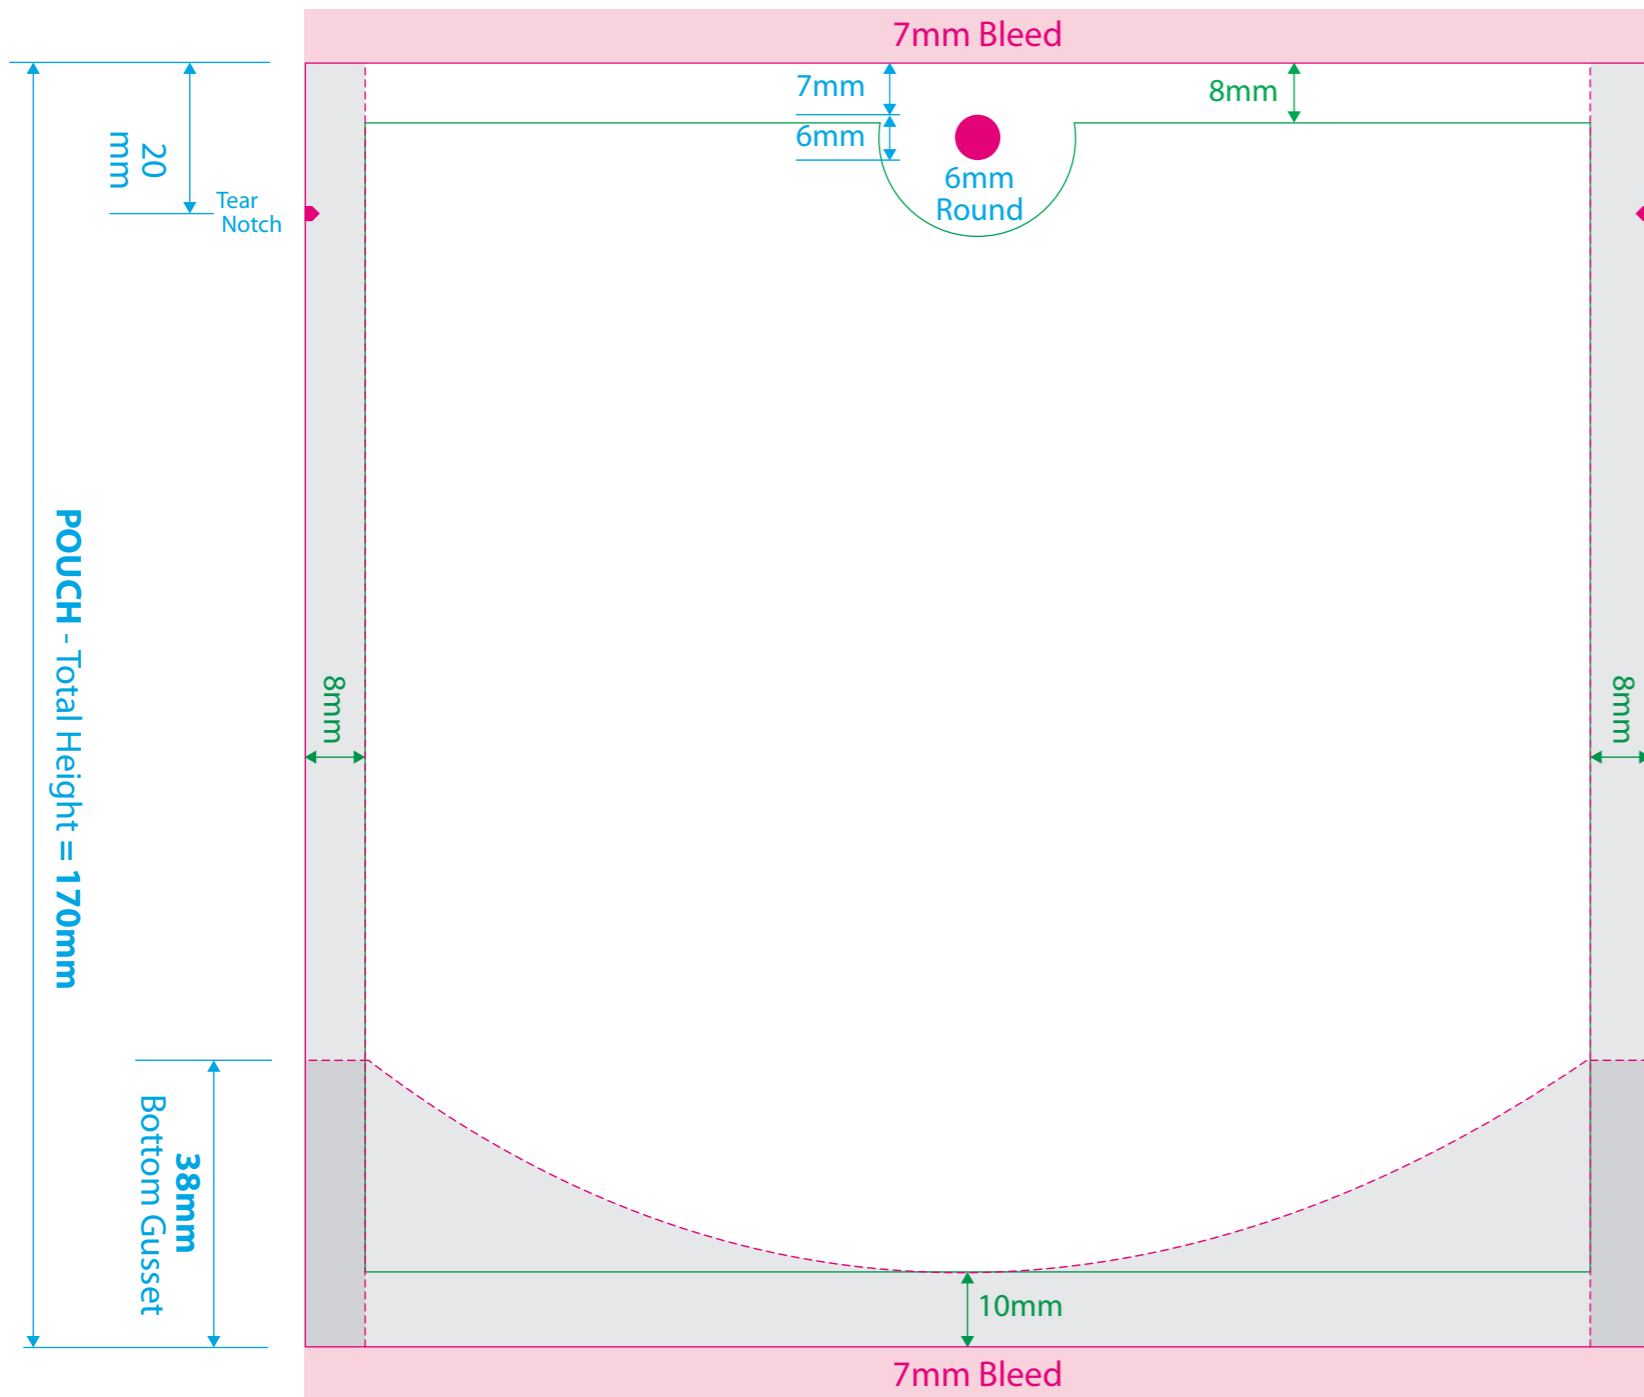 7mm Bleed
7mm
8mm
6mm
6mm
Round
20
mm
Tear
Notch
POUCH - Total Height = 170mm
8mm
8mm
38mm
Bottom Gusset
10mm
7mm Bleed